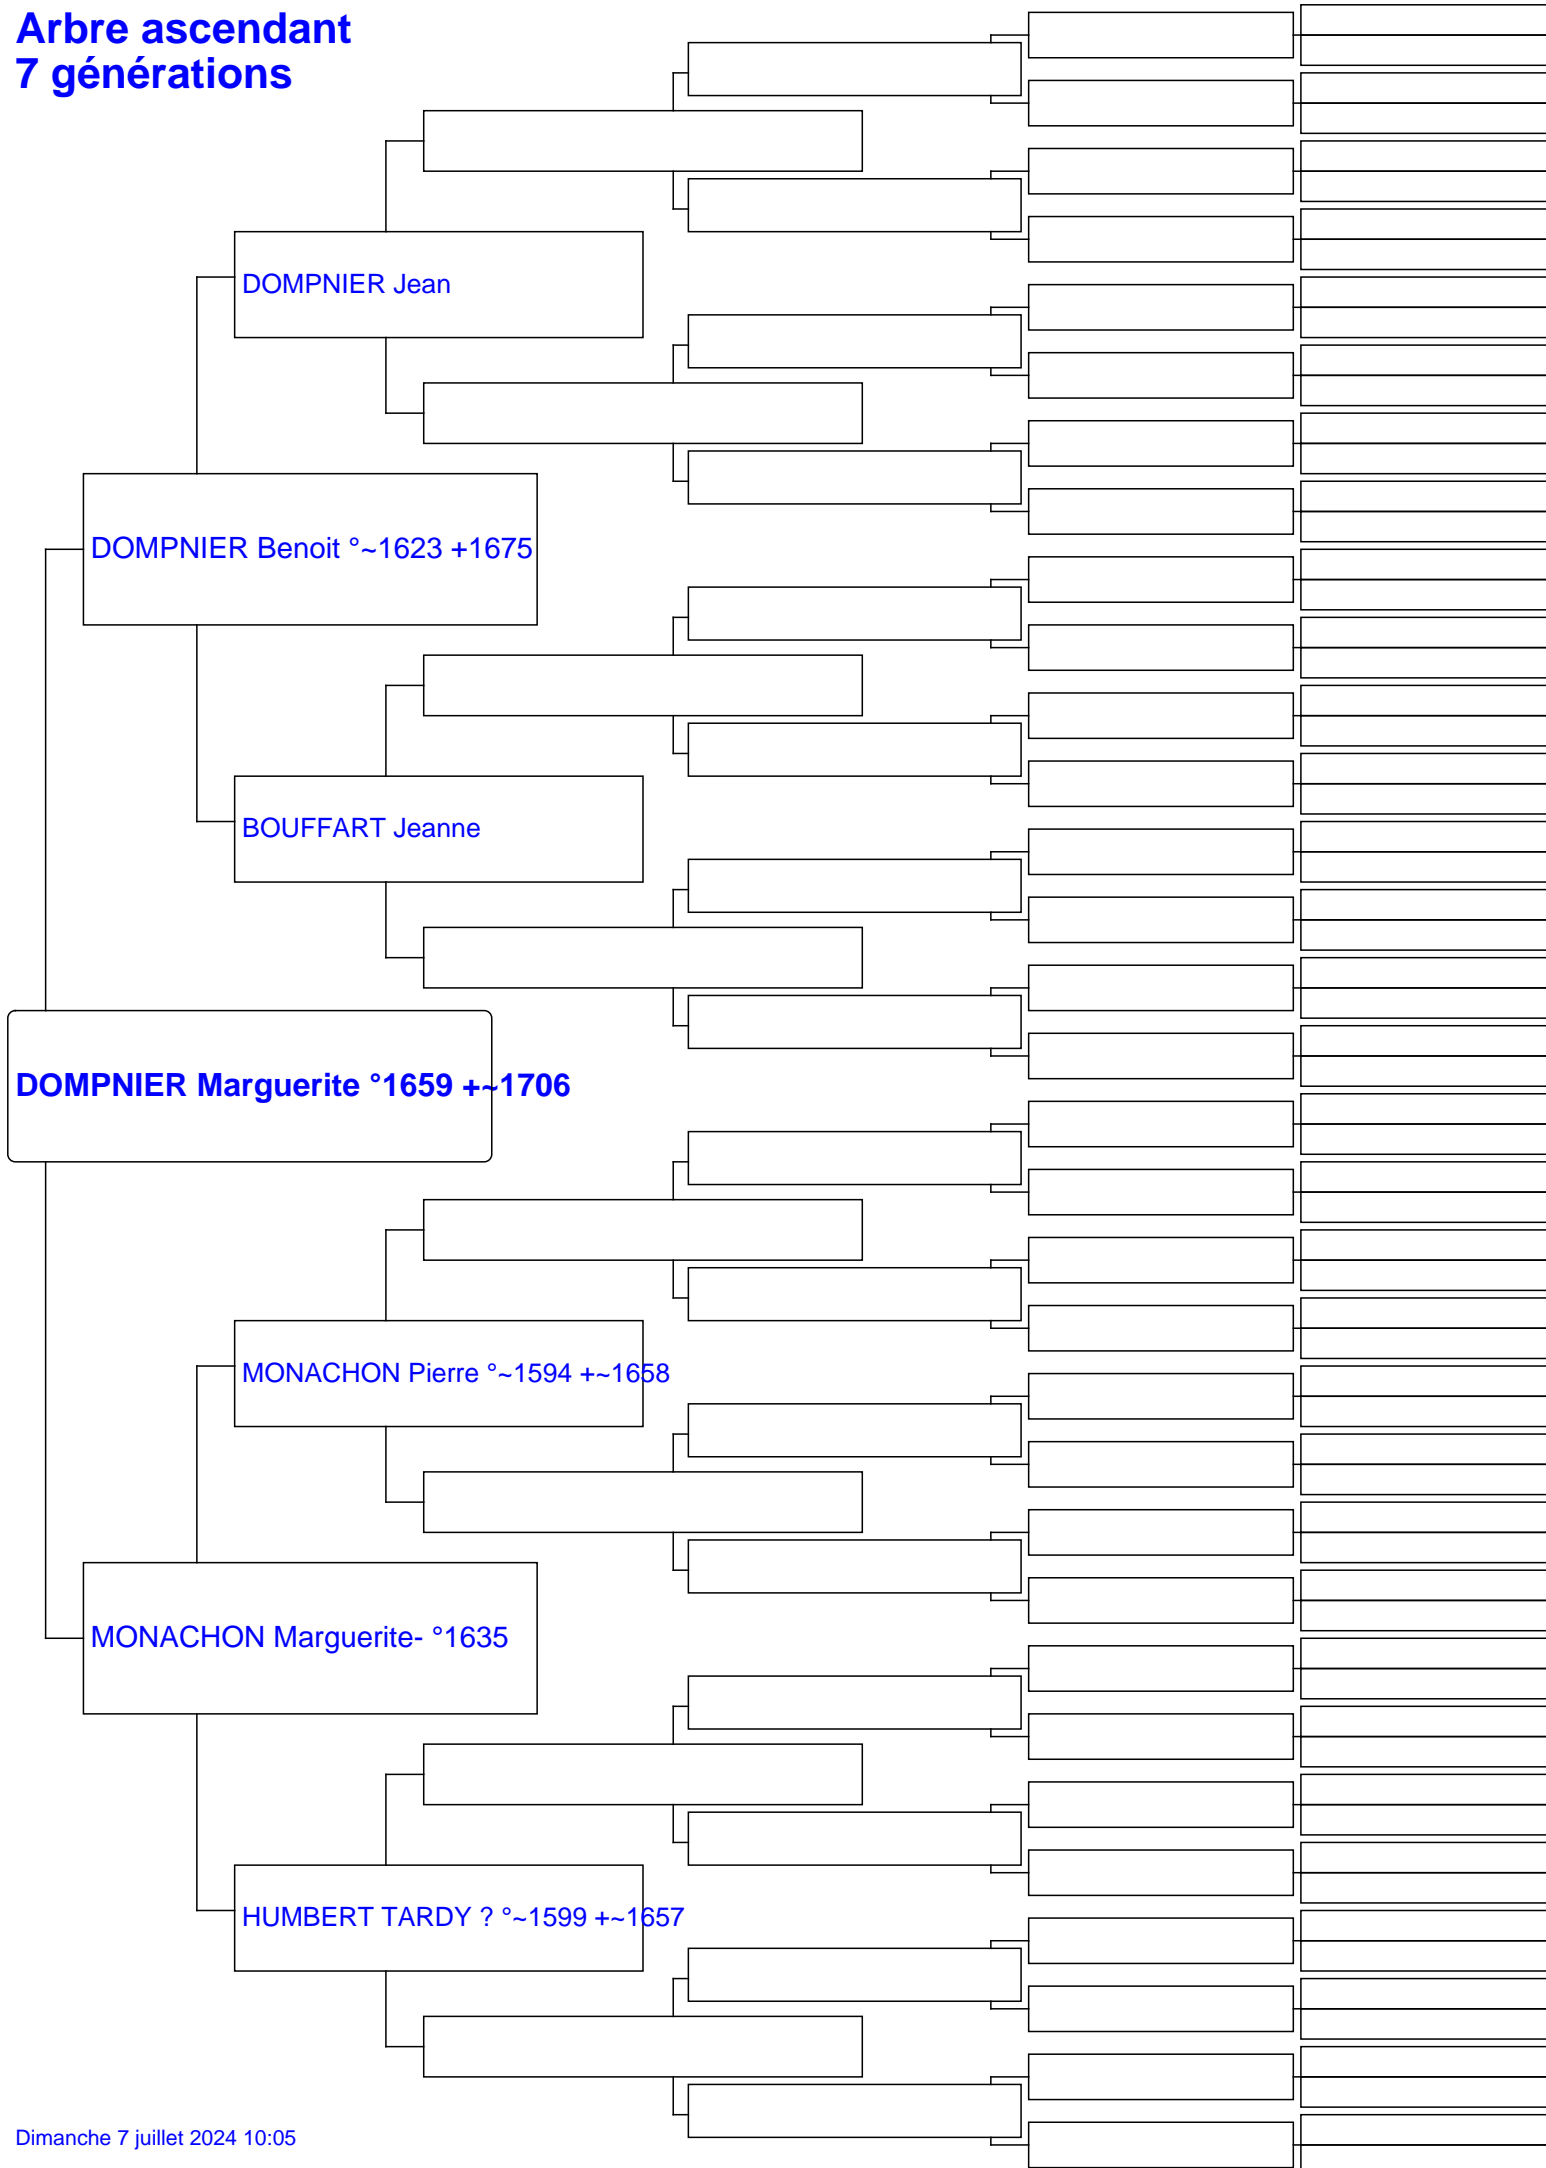 Arbre ascendant
7 générations
DOMPNIER Jean
DOMPNIER Benoit °~1623 +1675
BOUFFART Jeanne
DOMPNIER Marguerite °1659 +~1706
MONACHON Pierre °~1594 +~1658
MONACHON Marguerite- °1635
HUMBERT TARDY ? °~1599 +~1657
Dimanche 7 juillet 2024 10:05